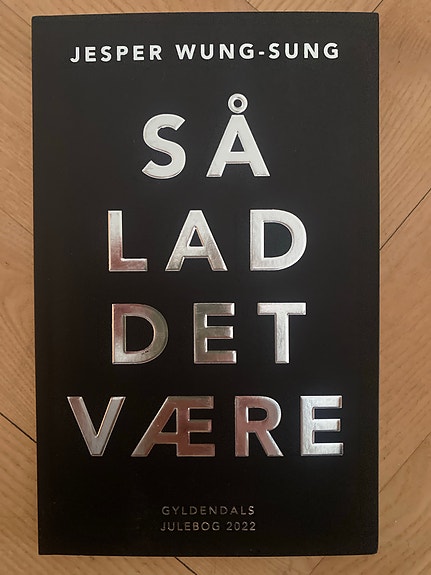 JESPER WUNG-SUNG
SÅ
LAD
DET
VÆRE
GYLDENDALS
JULEBOG 2022